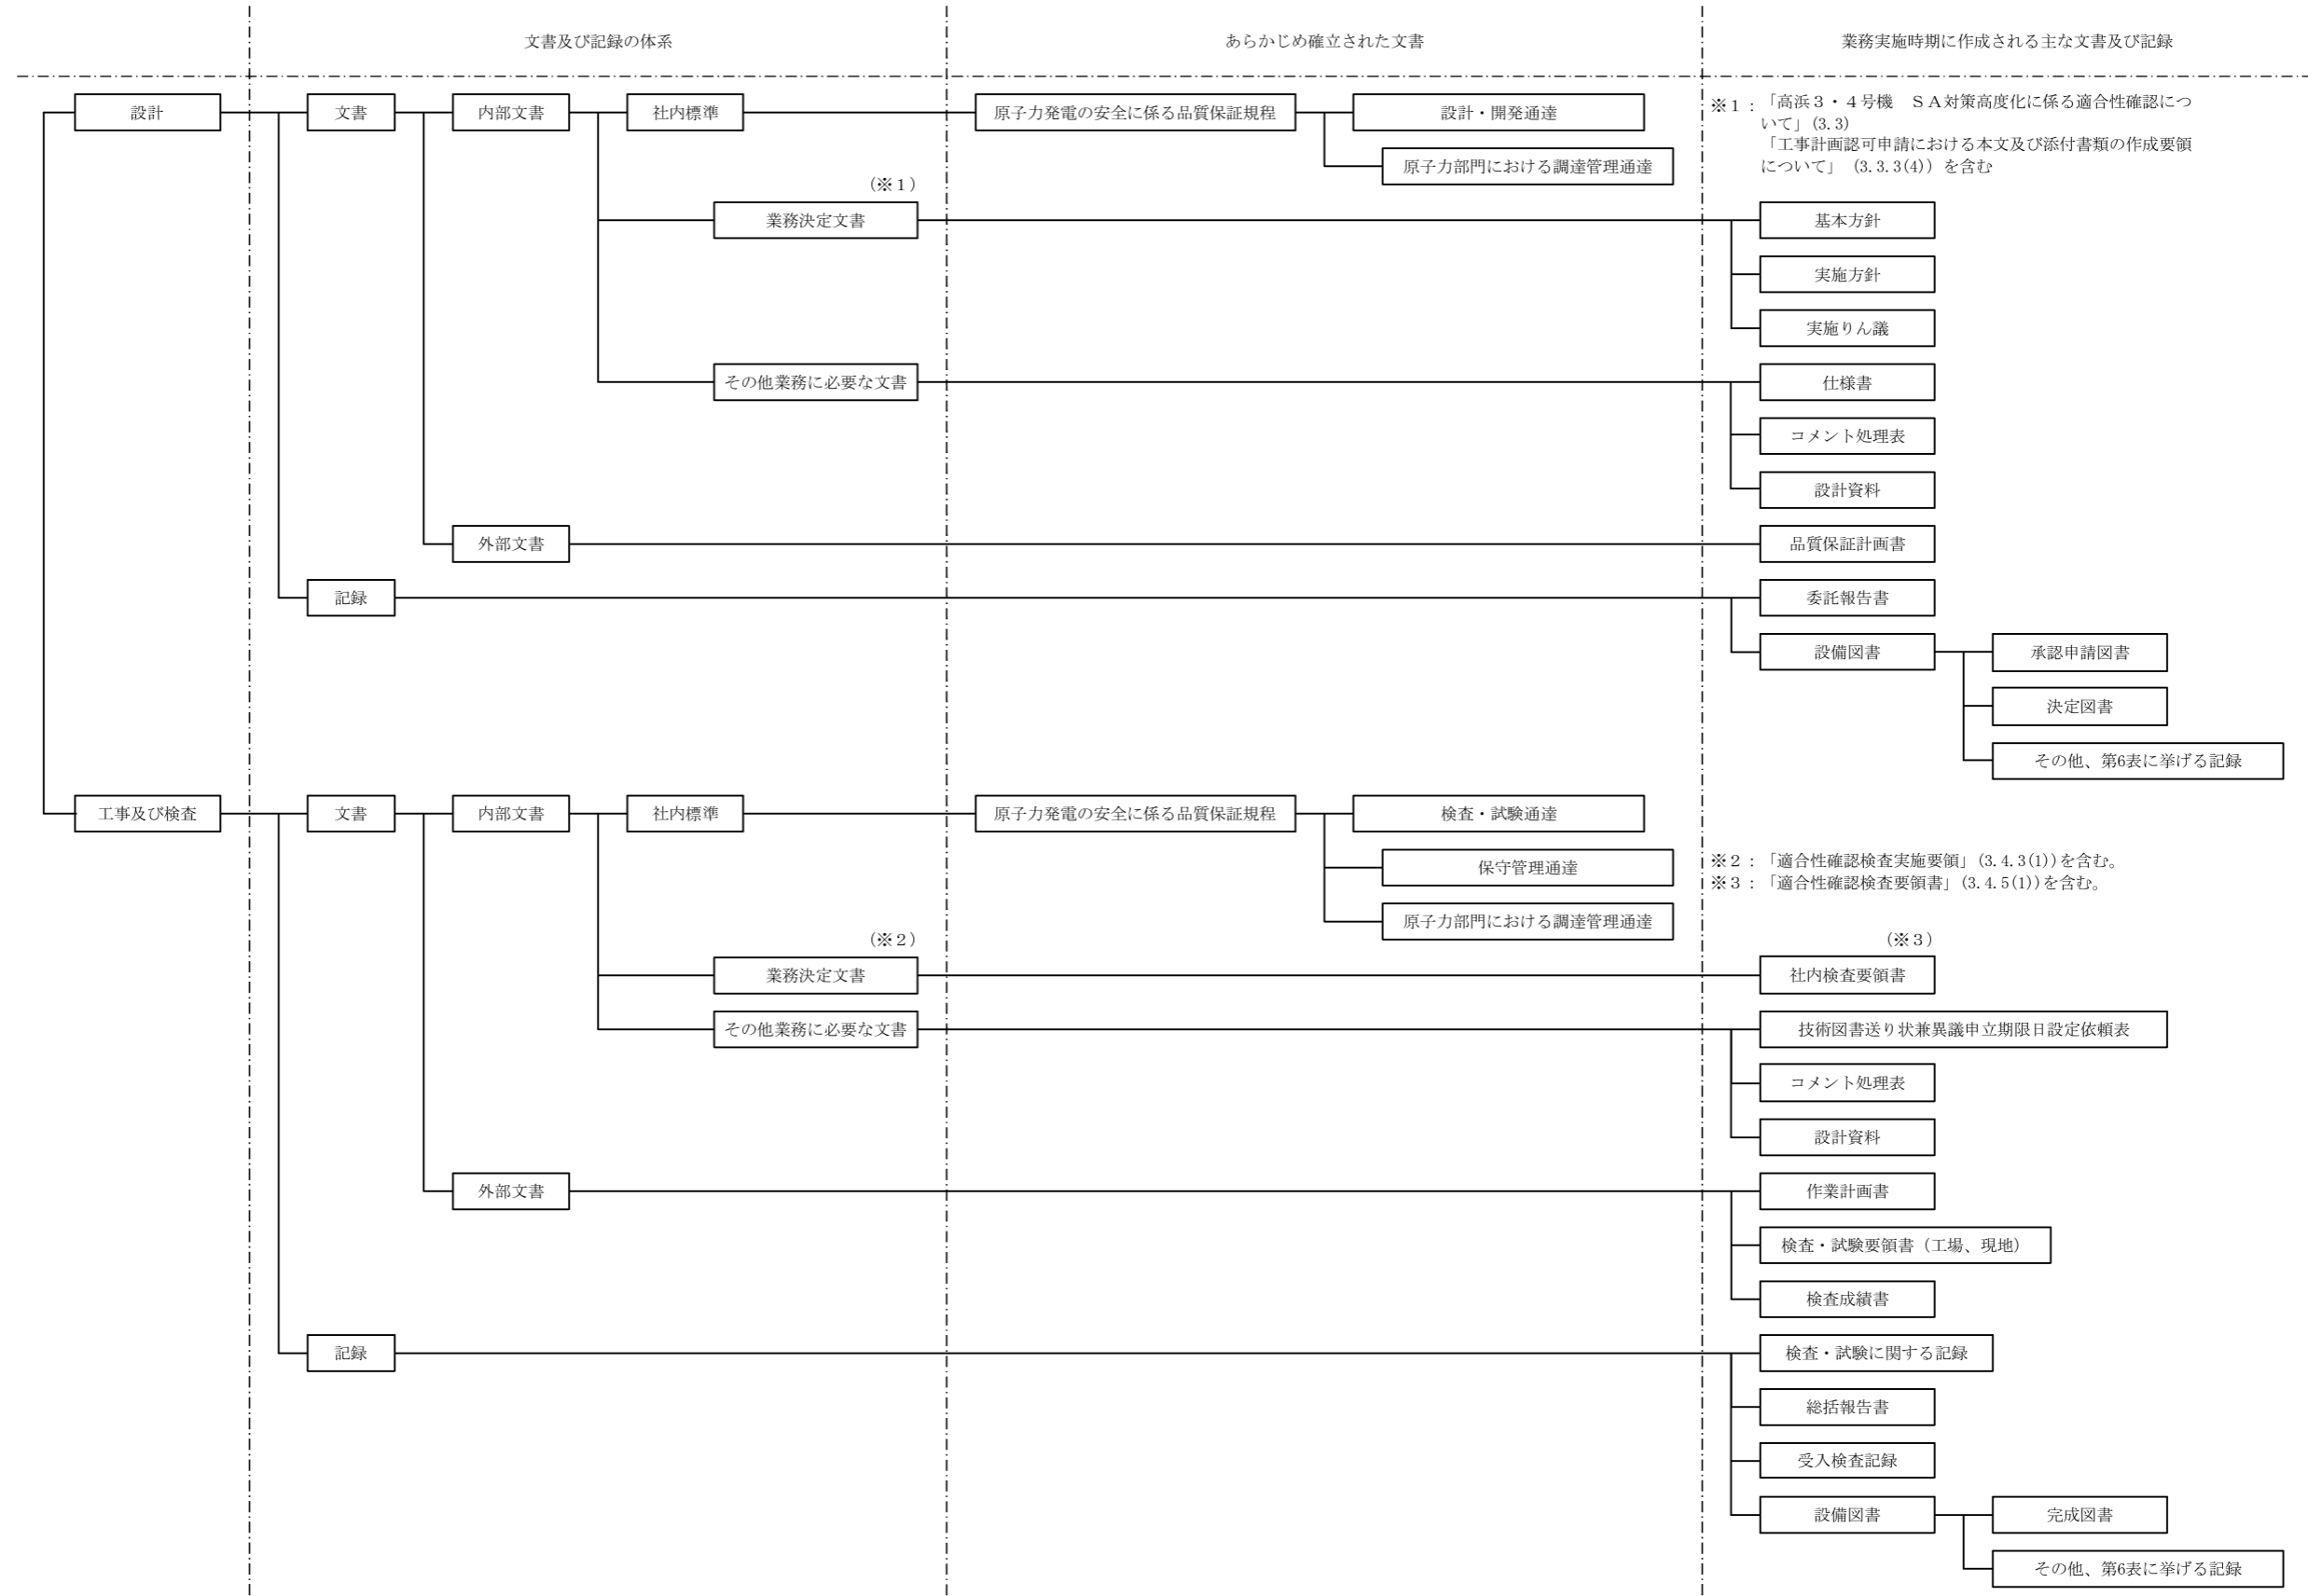 文書及び記録の体系
あらかじめ確立された文書
業務実施時期に作成される主な文書及び記録
設計
文書
内部文書
社内標準
原子力発電の安全に係る品質保証規程
設計・開発通達
原子力部門における調達管理通達
※１：「高浜３・４号機　ＳＡ対策高度化に係る適合性確認につ
いて」(3.3)
「工事計画認可申請における本文及び添付書類の作成要領
について」（3.3.3(4)）を含む
（※１）
業務決定文書
基本方針
実施方針
実施りん議
その他業務に必要な文書
仕様書
コメント処理表
設計資料
外部文書
品質保証計画書
記録
委託報告書
設備図書
承認申請図書
決定図書
その他、第6表に挙げる記録
工事及び検査
文書
内部文書
社内標準
原子力発電の安全に係る品質保証規程
検査・試験通達
保守管理通達
原子力部門における調達管理通達
※２：「適合性確認検査実施要領」(3.4.3(1))を含む。
※３：「適合性確認検査要領書」(3.4.5(1))を含む。
（※２）
業務決定文書
（※３）
社内検査要領書
その他業務に必要な文書
技術図書送り状兼異議申立期限日設定依頼表
コメント処理表
設計資料
外部文書
作業計画書
検査・試験要領書（工場、現地）
検査成績書
記録
検査・試験に関する記録
総括報告書
受入検査記録
設備図書
完成図書
その他、第6表に挙げる記録